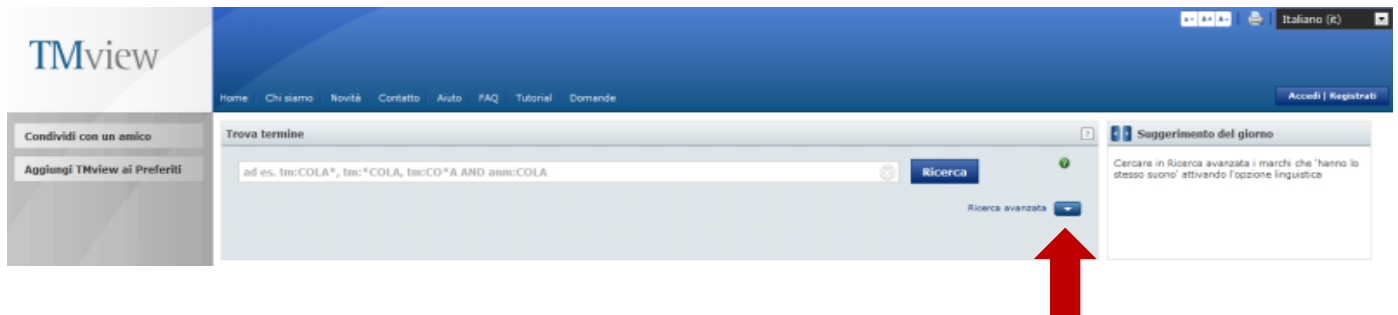 TMview
A- A+ A-
Italiano (it)
Home Chi siamo Novità Contatto Aiuto FAQ Tutorial Domande
Accedi | Registrati
Condividi con un amico
Aggiungi TMview ai Preferiti
Trova termine
?
ad es. tm:COLA*, tm:*COLA, tm:CO*A AND anm:COLA
Ricerca
?
Ricerca avanzata
Suggerimento del giorno
Cercare in Ricerca avanzata i marchi che 'hanno lo
stesso suono' attivando l'opzione linguistica